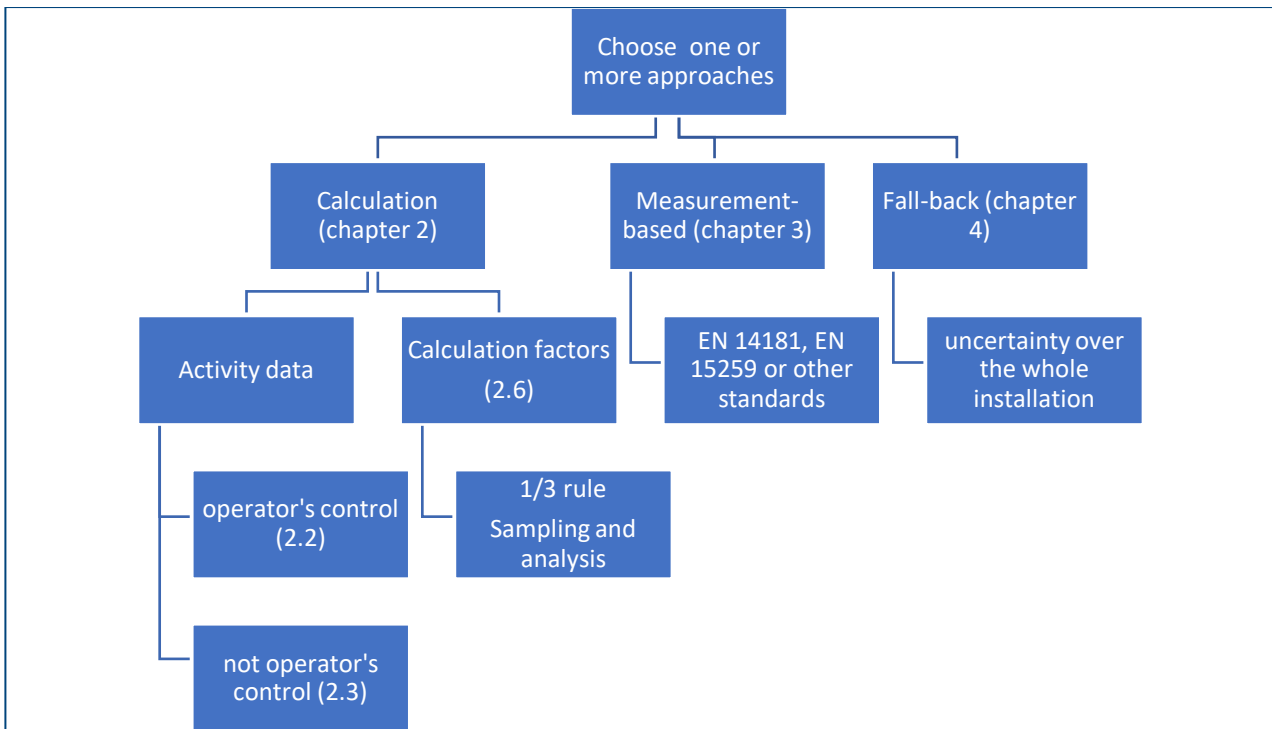 Choose one or
more approaches
Calculation
(chapter 2)
Measurement-
based (chapter 3)
Fall-back (chapter
4)
Activity data
Calculation factors
(2.6)
EN 14181, EN
15259 or other
standards
uncertainty over
the whole
installation
operator's control
(2.2)
1/3 rule
Sampling and
analysis
not operator's
control (2.3)